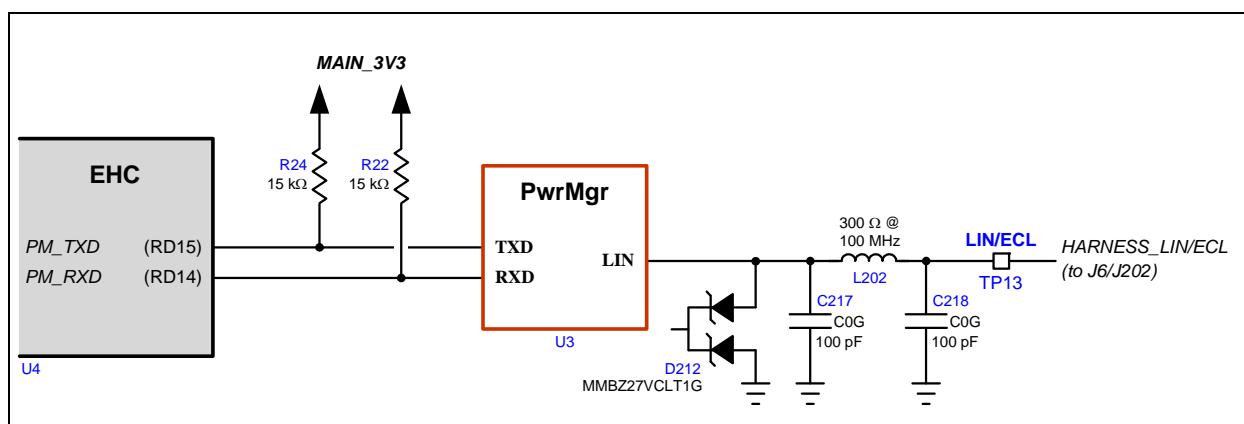 MAIN_3V3
EHC
R24
15 kΩ
R22
15 kΩ
PwrMgr
PM_TXD (RD15)
TXD
PM_RXD (RD14)
RXD
LIN
300 Ω @
100 MHz
L202
LIN/ECL
TP13
HARNESS_LIN/ECL
(to J6/J202)
C217
C0G
100 pF
C218
C0G
100 pF
U4
U3
D212
MMBZ27VCLT1G